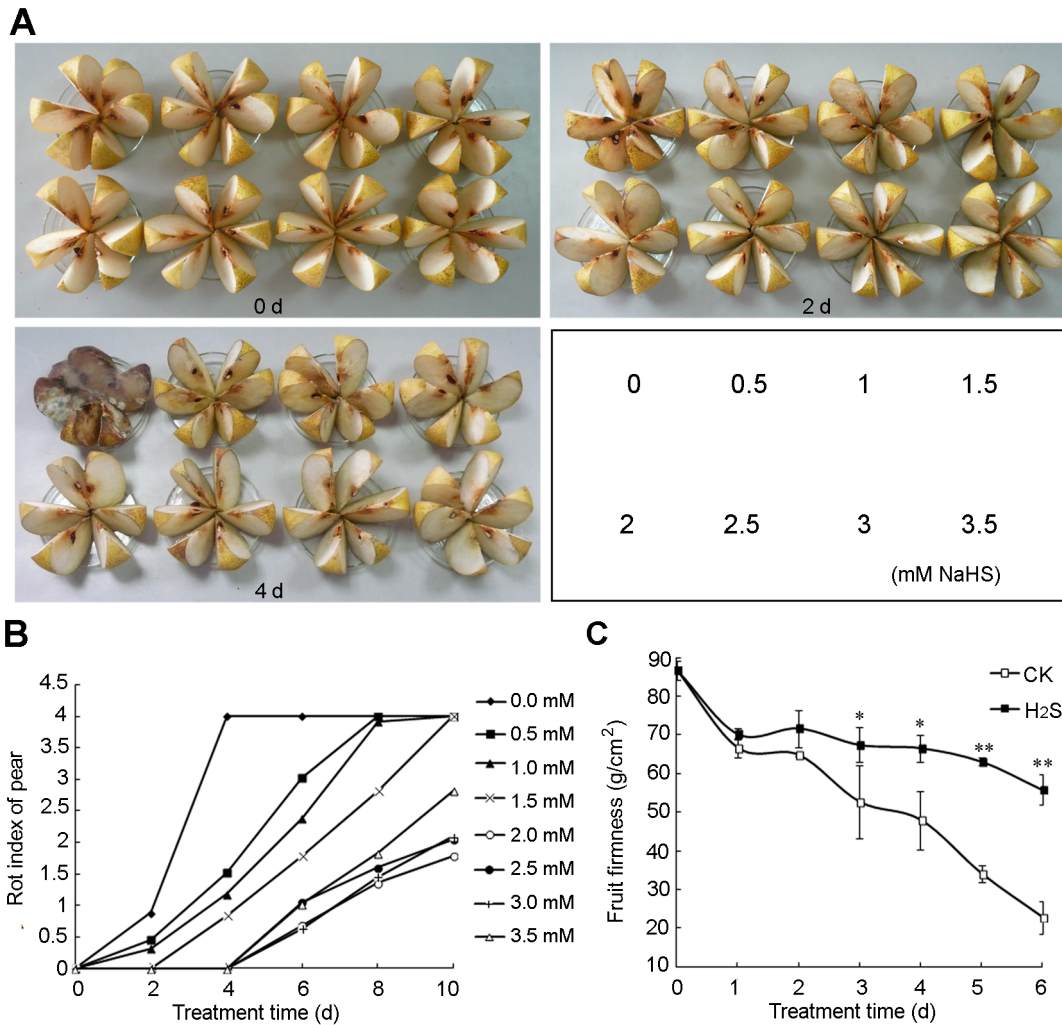 A
0 d
2 d
4 d
0 0.5 1 1.5
2 2.5 3 3.5
(mM NaHS)
B
Rot index of pear
4.5
4
3.5
3
2.5
2
1.5
1
0.5
0
0 2 4 6 8 10
Treatment time (d)
0.0 mM
0.5 mM
1.0 mM
1.5 mM
2.0 mM
2.5 mM
3.0 mM
3.5 mM
C
Fruit firmness (g/cm²)
90
80
70
60
50
40
30
20
10
0 1 2 3 4 5 6
Treatment time (d)
CK
H2S
* * ** **